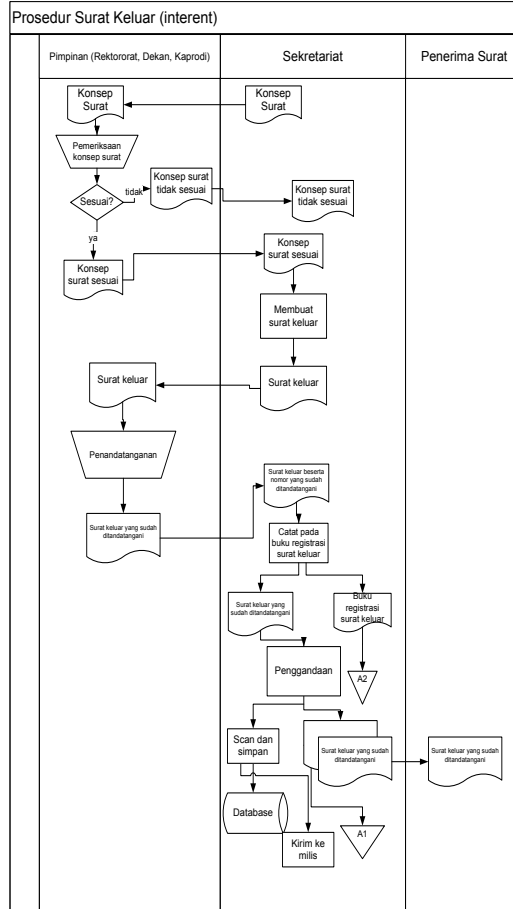 Prosedur Surat Keluar (interent)
Pimpinan (Rektororat, Dekan, Kaprodi)
Sekretariat
Penerima Surat
Konsep
Surat
Konsep
Surat
Pemeriksaan
konsep surat
Sesuai?
tidak
Konsep surat
tidak sesuai
Konsep surat
tidak sesuai
ya
Konsep
surat sesuai
Konsep
surat sesuai
Membuat
surat keluar
Surat keluar
Surat keluar
Penandatanganan
Surat keluar yang sudah
ditandatangani
Surat keluar beserta
nomor yang sudah
ditandatangani
Catat pada
buku registrasi
surat keluar
Surat keluar yang
sudah ditandatangani
Buku
registrasi
surat keluar
A2
Penggandaan
Scan dan
simpan
Surat keluar yang sudah
ditandatangani
Surat keluar yang sudah
ditandatangani
Database
Kirim ke
milis
A1